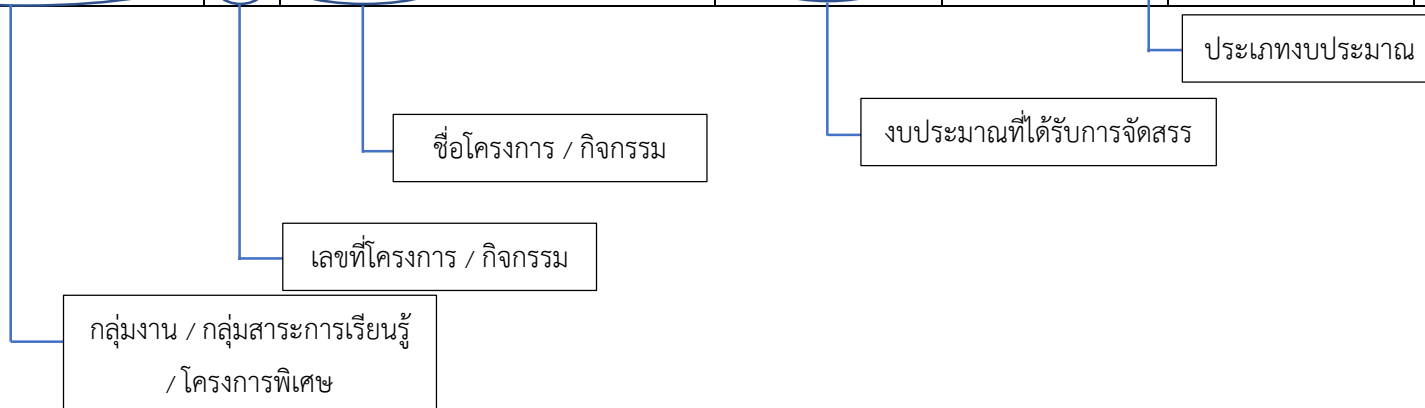 ประเภทงบประมาณ
งบประมาณที่ได้รับการจัดสรร
ชื่อโครงการ / กิจกรรม
เลขที่โครงการ / กิจกรรม
กลุ่มงาน / กลุ่มสาระการเรียนรู้
/ โครงการพิเศษ